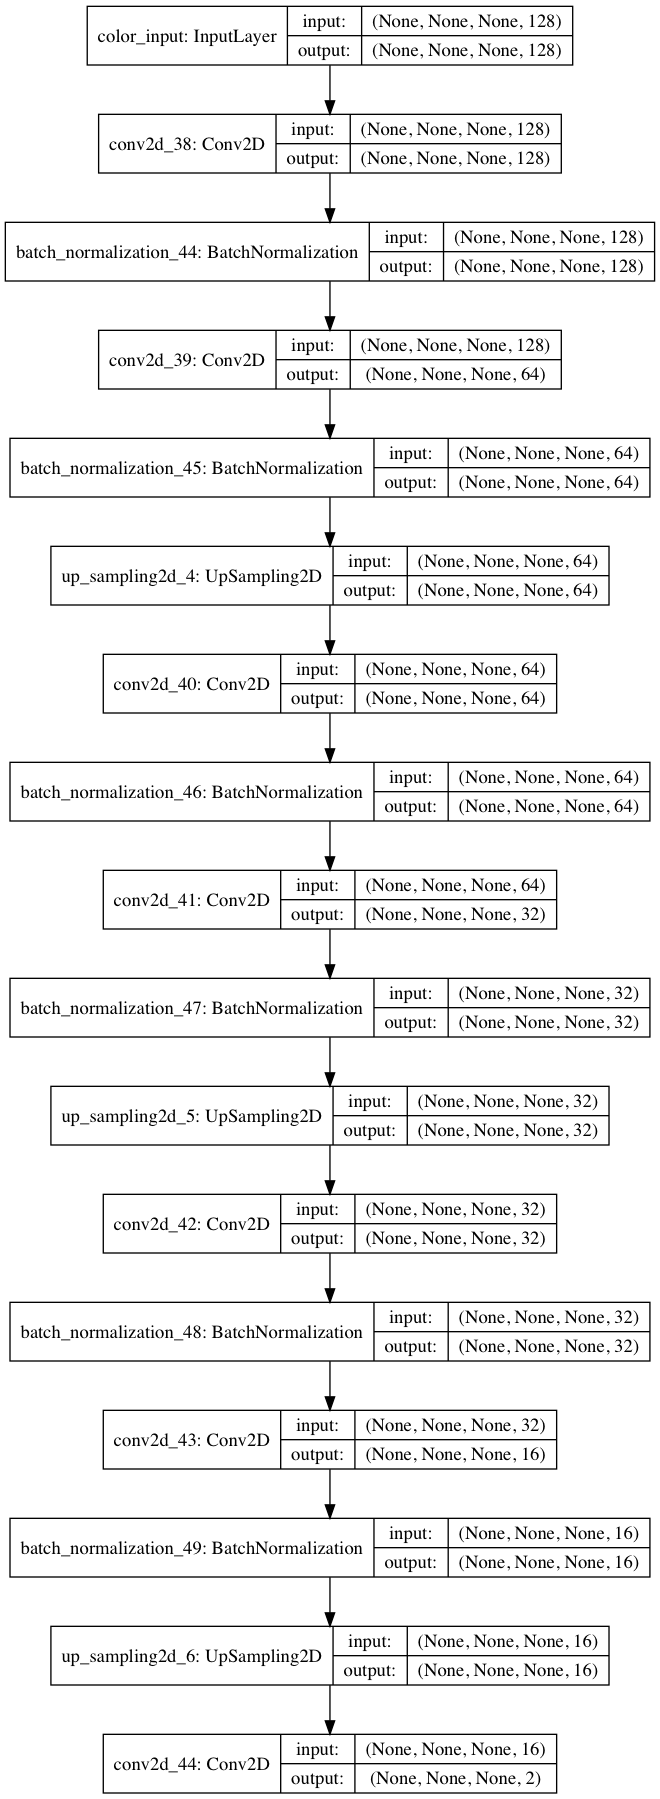 color_input: InputLayer
input: (None, None, None, 128)
output: (None, None, None, 128)
conv2d_38: Conv2D
input: (None, None, None, 128)
output: (None, None, None, 128)
batch_normalization_44: BatchNormalization
input: (None, None, None, 128)
output: (None, None, None, 128)
conv2d_39: Conv2D
input: (None, None, None, 128)
output: (None, None, None, 64)
batch_normalization_45: BatchNormalization
input: (None, None, None, 64)
output: (None, None, None, 64)
up_sampling2d_4: UpSampling2D
input: (None, None, None, 64)
output: (None, None, None, 64)
conv2d_40: Conv2D
input: (None, None, None, 64)
output: (None, None, None, 64)
batch_normalization_46: BatchNormalization
input: (None, None, None, 64)
output: (None, None, None, 64)
conv2d_41: Conv2D
input: (None, None, None, 64)
output: (None, None, None, 32)
batch_normalization_47: BatchNormalization
input: (None, None, None, 32)
output: (None, None, None, 32)
up_sampling2d_5: UpSampling2D
input: (None, None, None, 32)
output: (None, None, None, 32)
conv2d_42: Conv2D
input: (None, None, None, 32)
output: (None, None, None, 32)
batch_normalization_48: BatchNormalization
input: (None, None, None, 32)
output: (None, None, None, 32)
conv2d_43: Conv2D
input: (None, None, None, 32)
output: (None, None, None, 16)
batch_normalization_49: BatchNormalization
input: (None, None, None, 16)
output: (None, None, None, 16)
up_sampling2d_6: UpSampling2D
input: (None, None, None, 16)
output: (None, None, None, 16)
conv2d_44: Conv2D
input: (None, None, None, 16)
output: (None, None, None, 2)